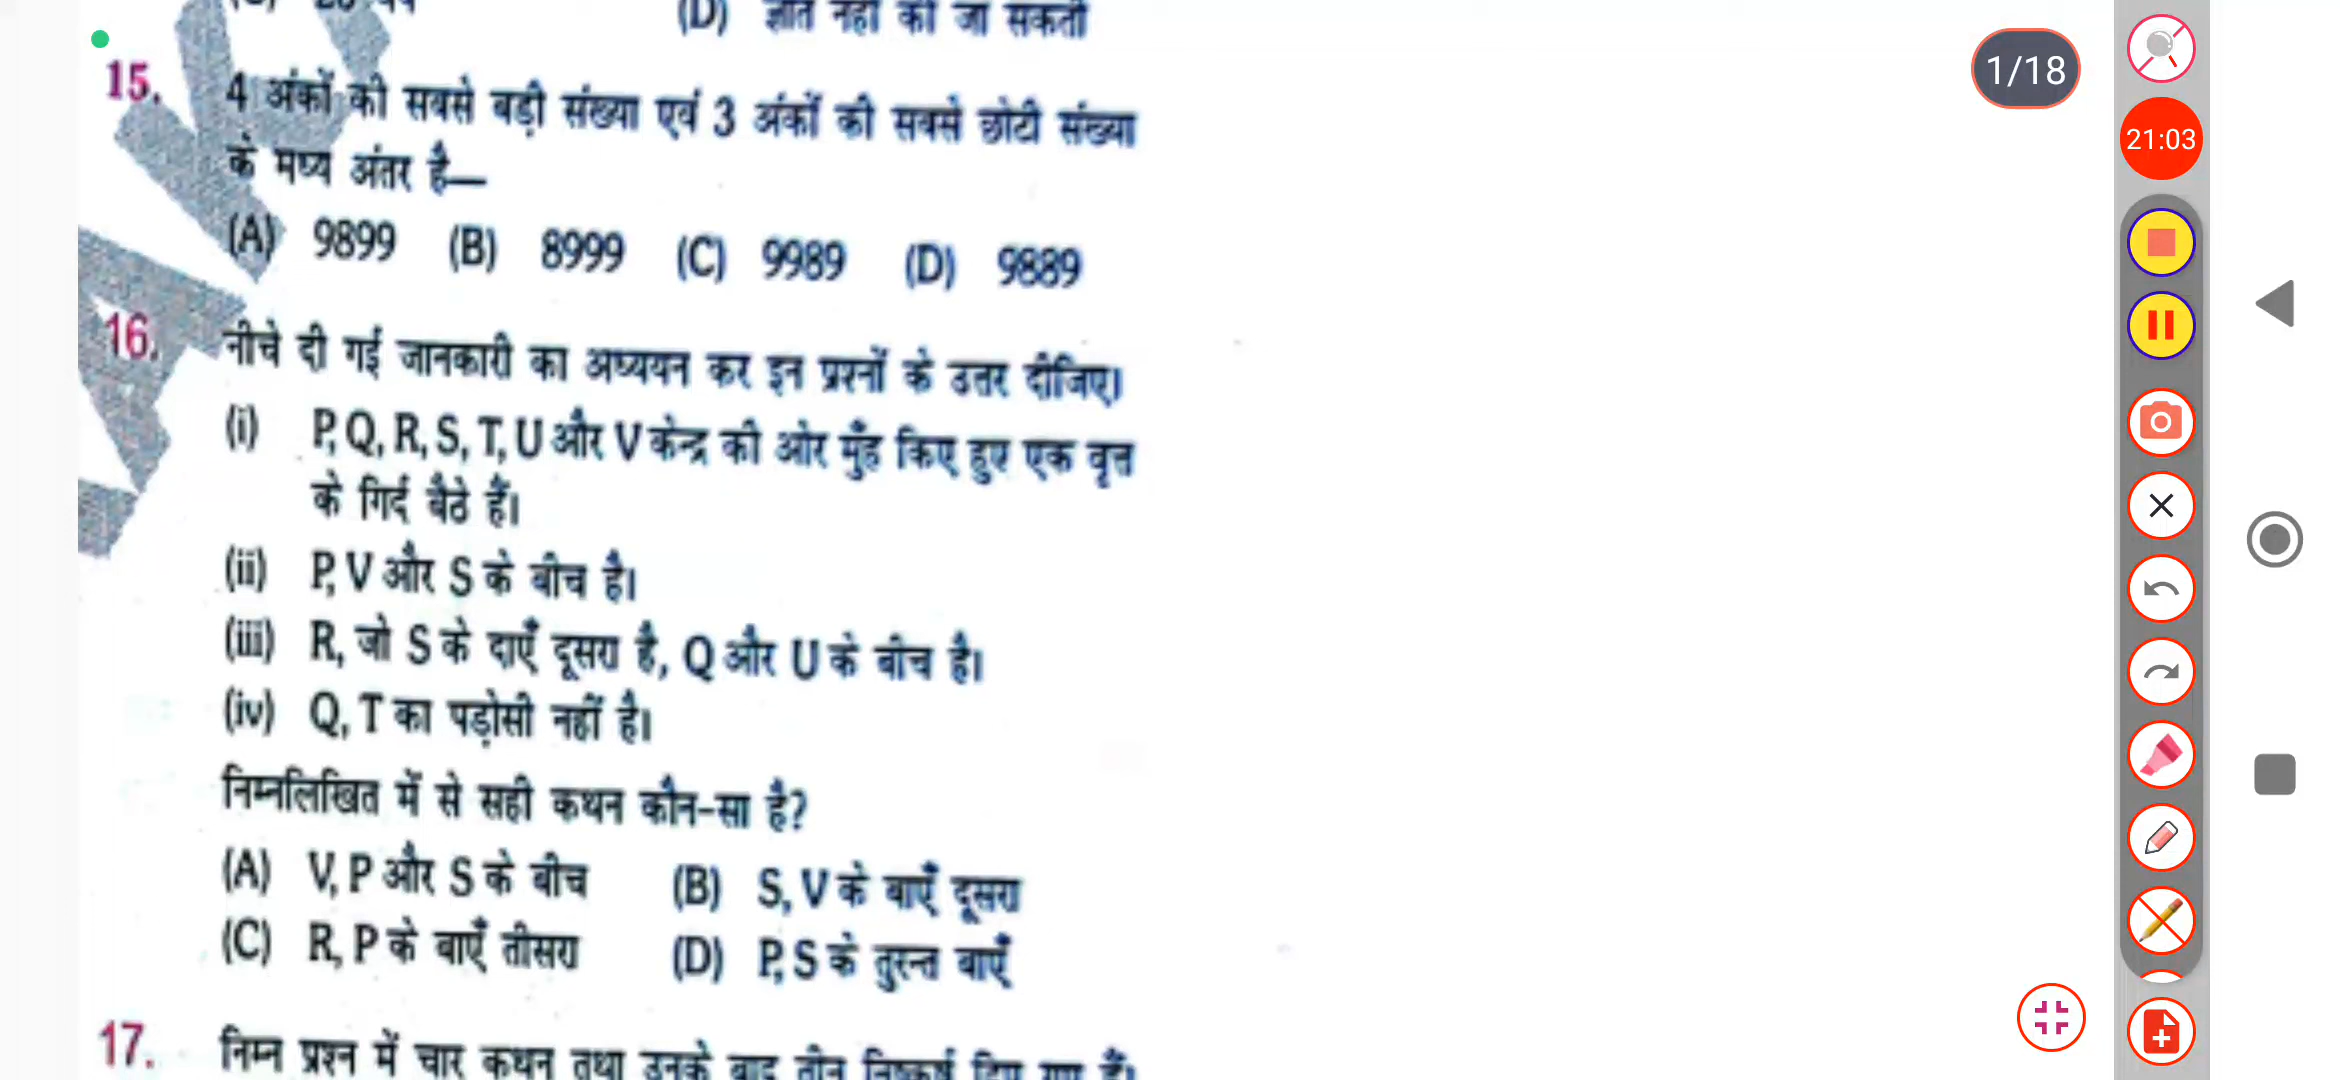 (D) ज्ञात नहीं की जा सकती
15. 4 अंकों की सबसे बड़ी संख्या एवं 3 अंकों की सबसे छोटी संख्या
के मध्य अंतर है—
(A) 9899 (B) 8999 (C) 9989 (D) 9889
16. नीचे दी गई जानकारी का अध्ययन कर इन प्रश्नों के उतर दीजिए।
(i) P, Q, R, S, T, U और V केन्द्र की ओर मुँह किए हुए एक वृत्त
के गिर्द बैठे हैं।
(ii) P, V और S के बीच है।
(iii) R, जो S के दाएँ दूसरा है, Q और U के बीच है।
(iv) Q, T का पड़ोसी नहीं है।
निम्नलिखित में से सही कथन कौन-सा है?
(A) V, P और S के बीच (B) S, V के बाएँ दूसरा
(C) R, P के बाएँ तीसरा (D) P, S के तुरन्त बाएँ
17. निम्न प्रश्न में चार कथन तथा उनके बाद तीन निष्कर्ष दिए गए हैं।
1/18
21:03